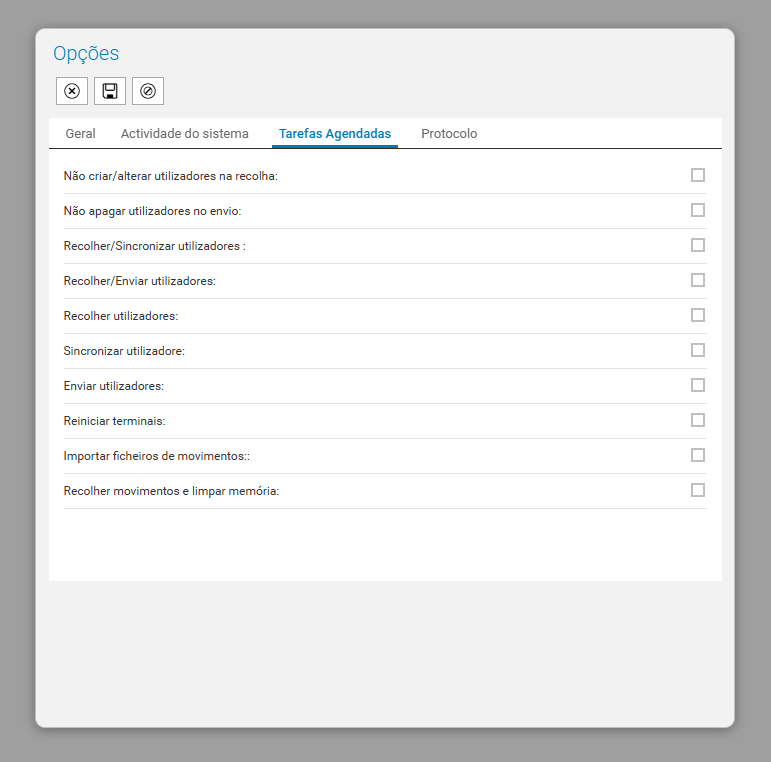 Opções
Geral Actividade do sistema Tarefas Agendadas Protocolo
Não criar/alterar utilizadores na recolha:
Não apagar utilizadores no envio:
Recolher/Sincronizar utilizadores :
Recolher/Enviar utilizadores:
Recolher utilizadores:
Sincronizar utilizadore:
Enviar utilizadores:
Reiniciar terminais:
Importar ficheiros de movimentos::
Recolher movimentos e limpar memória: